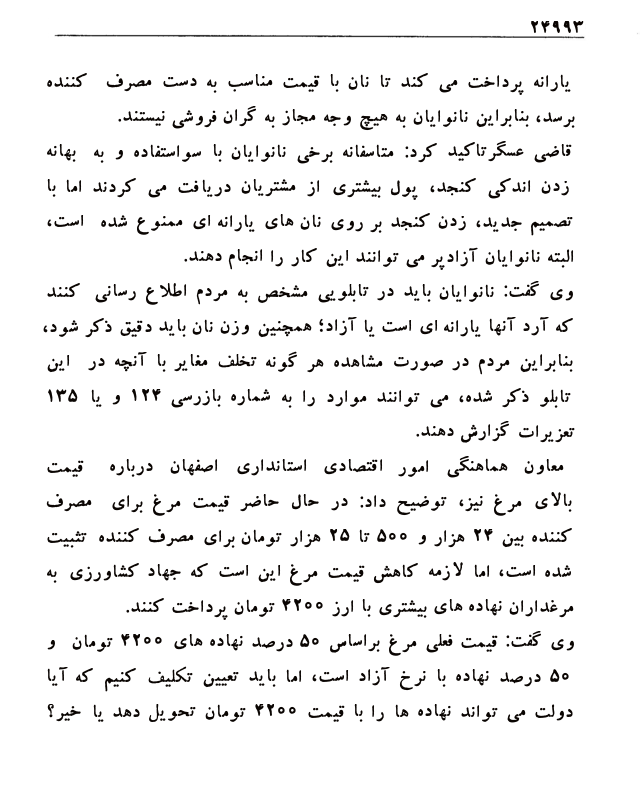 ۲۴۹۹۳
یارانه پرداخت می کند تا نان با قیمت مناسب به دست مصرف کننده
برسد، بنابراین نانوایان به هیچ وجه مجاز به گران فروشی نیستند.
قاضی عسگرتاکید کرد: متاسفانه برخی نانوایان با سواستفاده و به بهانه
زدن اندکی کنجد، پول بیشتری از مشتریان دریافت می کردند اما با
تصمیم جدید، زدن کنجد بر روی نان های یارانه ای ممنوع شده است،
البته نانوایان آزادپر می توانند این کار را انجام دهند.
وی گفت: نانوایان باید در تابلویی مشخص به مردم اطلاع رسانی کنند
که آرد آنها یارانه ای است یا آزاد؛ همچنین وزن نان باید دقیق ذکر شود،
بنابراین مردم در صورت مشاهده هر گونه تخلف مغایر با آنچه در این
تابلو ذکر شده، می توانند موارد را به شماره بازرسی ۱۲۴ و یا ۱۳۵
تعزیرات گزارش دهند.
معاون هماهنگی امور اقتصادی استانداری اصفهان درباره قیمت
بالای مرغ نیز، توضیح داد: در حال حاضر قیمت مرغ برای مصرف
کننده بین ۲۴ هزار و ۵۰۰ تا ۲۵ هزار تومان برای مصرف کننده تثبیت
شده است، اما لازمه کاهش قیمت مرغ این است که جهاد کشاورزی به
مرغداران نهاده های بیشتری با ارز ۴۲۰۰ تومان پرداخت کنند.
وی گفت: قیمت فعلی مرغ براساس ۵۰ درصد نهاده های ۴۲۰۰ تومان و
۵۰ درصد نهاده با نرخ آزاد است، اما باید تعیین تکلیف کنیم که آیا
دولت می تواند نهاده ها را با قیمت ۴۲۰۰ تومان تحویل دهد یا خیر؟